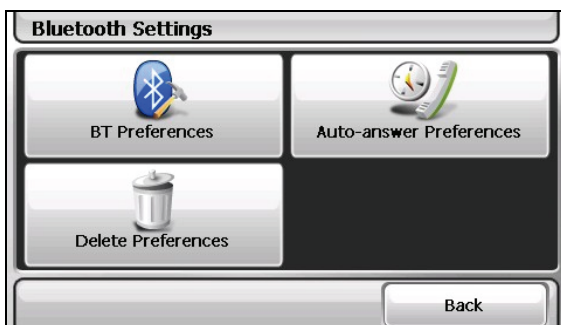 Bluetooth Settings
BT Preferences
Auto-answer Preferences
Delete Preferences
Back